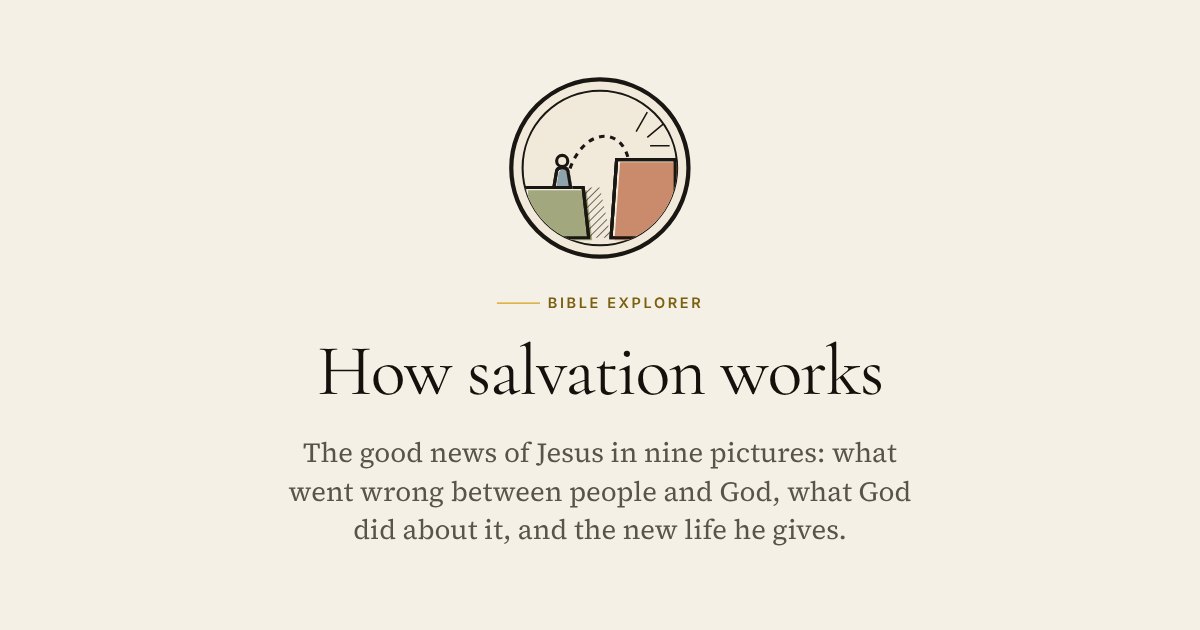 BIBLE EXPLORER
How salvation works
The good news of Jesus in nine pictures: what
went wrong between people and God, what God
did about it, and the new life he gives.